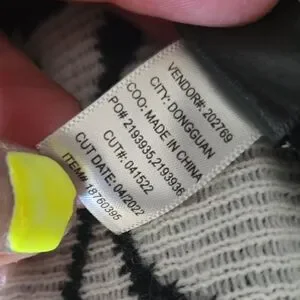 VENDOR#: 202769
CITY: DONGGUAN
COO: MADE IN CHINA
PO# 2193935,2193936
CUT#: 041522
CUT DATE: 04/2022
ITEM# 18760395